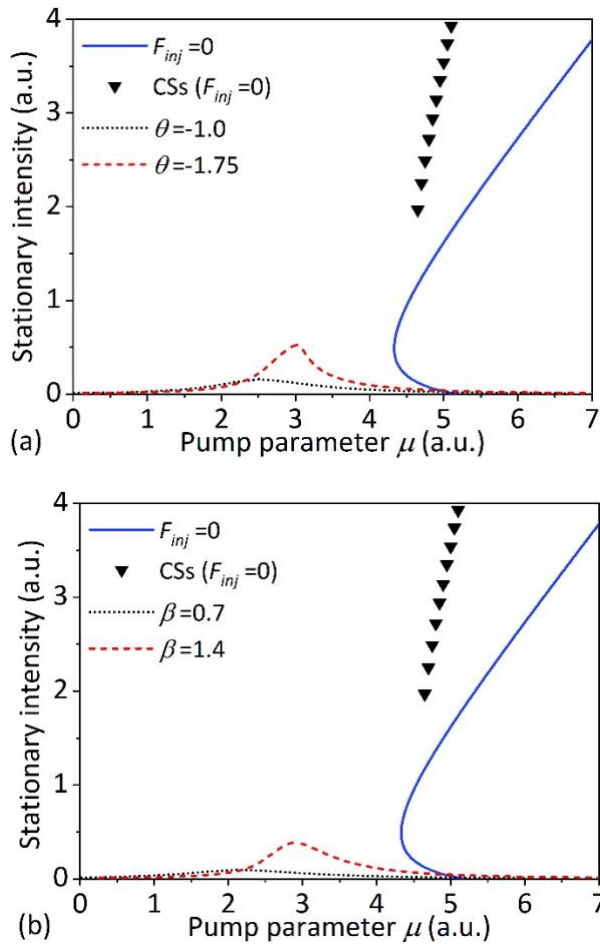 4
3
2
1
0
Stationary intensity (a.u.)
F_inj=0
CSs (F_inj=0)
θ=-1.0
θ=-1.75
0 1 2 3 4 5 6 7
(a) Pump parameter μ (a.u.)
4
3
2
1
0
Stationary intensity (a.u.)
F_inj=0
CSs (F_inj=0)
β=0.7
β=1.4
0 1 2 3 4 5 6 7
(b) Pump parameter μ (a.u.)